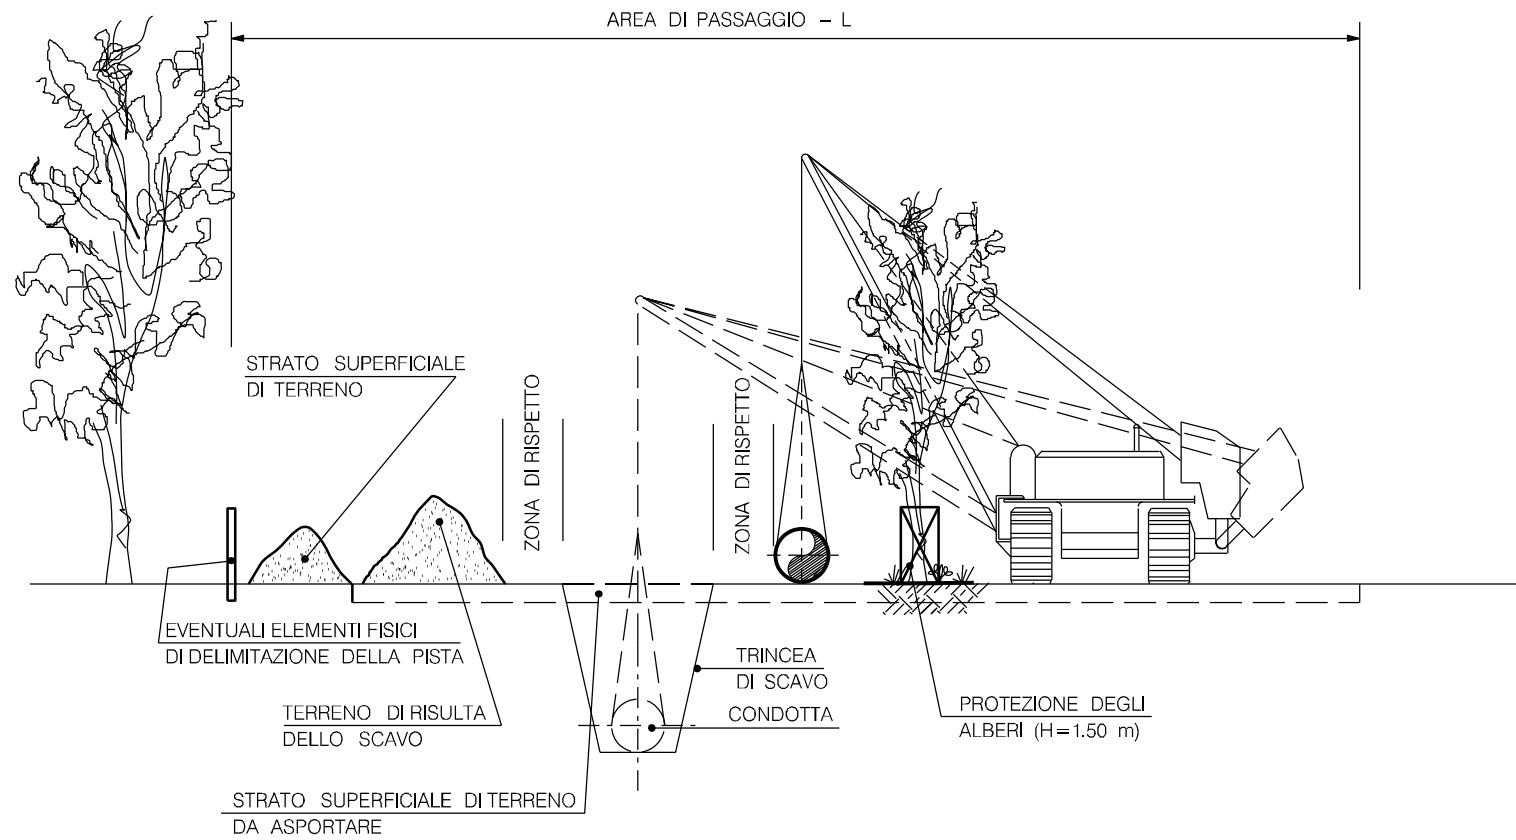 AREA DI PASSAGGIO – L
STRATO SUPERFICIALE
DI TERRENO
ZONA DI RISPETTO
ZONA DI RISPETTO
EVENTUALI ELEMENTI FISICI
DI DELIMITAZIONE DELLA PISTA
TRINCEA
DI SCAVO
TERRENO DI RISULTA
DELLO SCAVO
CONDOTTA
PROTEZIONE DEGLI
ALBERI (H=1.50 m)
STRATO SUPERFICIALE DI TERRENO
DA ASPORTARE